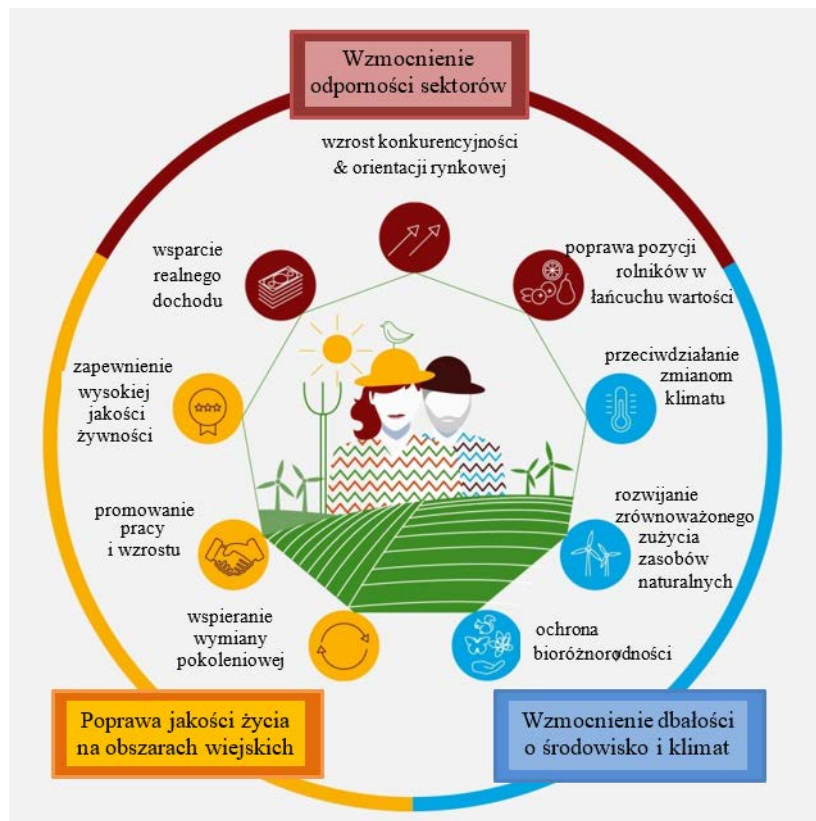 Wzmocnienie
odporności sektorów
wzrost konkurencyjności
& orientacji rynkowej
wsparcie
realnego
dochodu
poprawa pozycji
rolników w
łańcuchu wartości
zapewnienie
wysokiej
jakości
żywności
przeciwdziałanie
zmianom
klimatu
promowanie
pracy
i wzrostu
rozwijanie
zrównoważonego
zużycia
zasobów
naturalnych
wspieranie
wymiany
pokoleniowej
ochrona
bioróżnorodności
Poprawa jakości życia
na obszarach wiejskich
Wzmocnienie dbałości
o środowisko i klimat